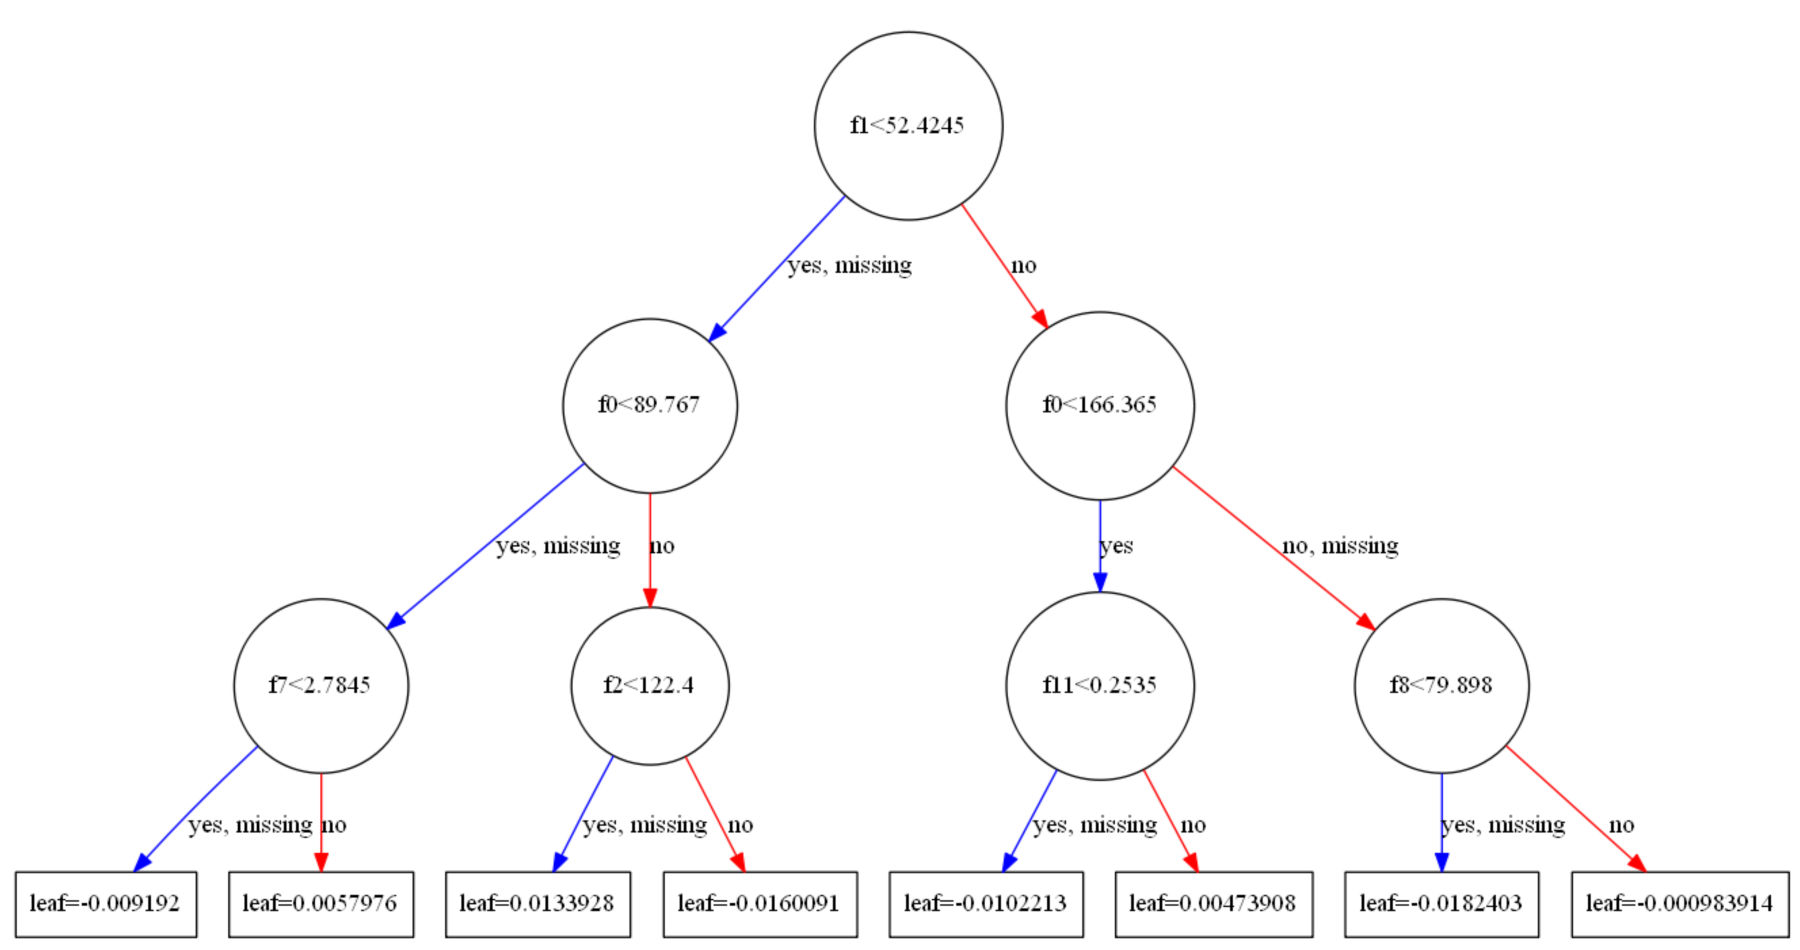 f1<52.4245
yes, missing
no
f0<89.767
f0<166.365
yes, missing
no
yes
no, missing
f7<2.7845
f2<122.4
f11<0.2535
f8<79.898
yes, missing
no
yes, missing
no
yes, missing
no
yes, missing
no
leaf=-0.009192
leaf=0.0057976
leaf=0.0133928
leaf=-0.0160091
leaf=-0.0102213
leaf=0.00473908
leaf=-0.0182403
leaf=-0.000983914